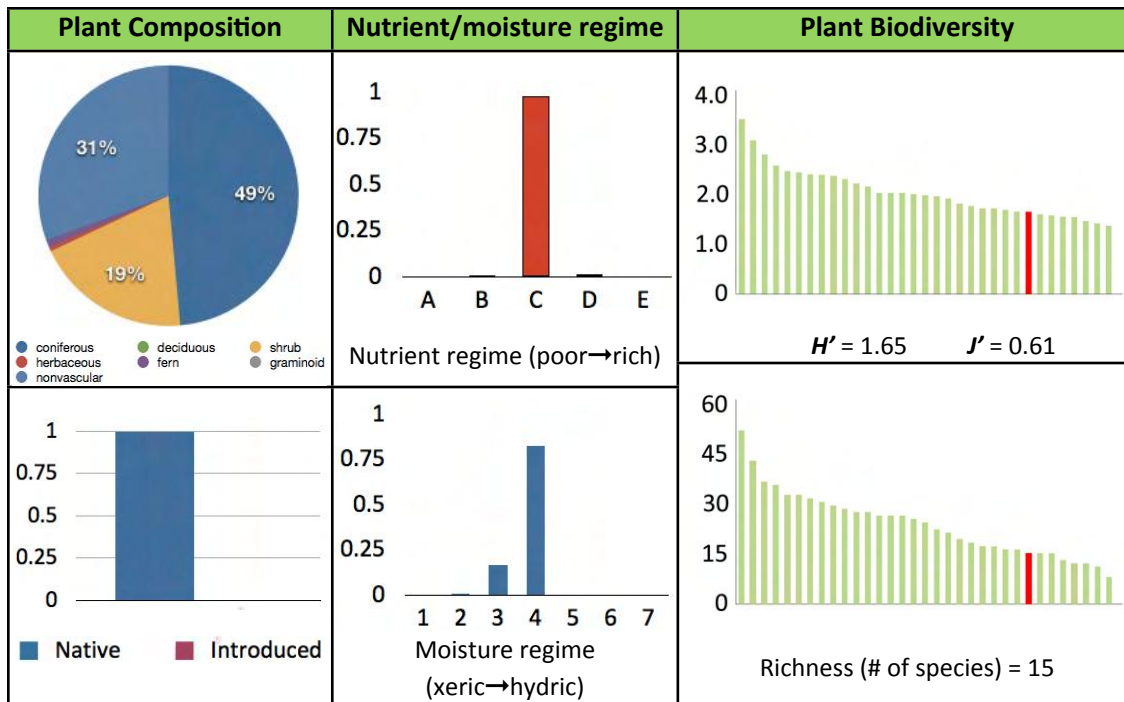 Plant Composition
Nutrient/moisture regime
Plant Biodiversity
31%
49%
19%
coniferous
deciduous
shrub
herbaceous
fern
graminoid
nonvascular
1
0.75
0.5
0.25
0
A B C D E
Nutrient regime (poor→rich)
4.0
3.0
2.0
1.0
0
H’ = 1.65 J’ = 0.61
1
0.75
0.5
0.25
0
Native Introduced
1
0.75
0.5
0.25
0
1 2 3 4 5 6 7
Moisture regime
(xeric→hydric)
60
45
30
15
0
Richness (# of species) = 15